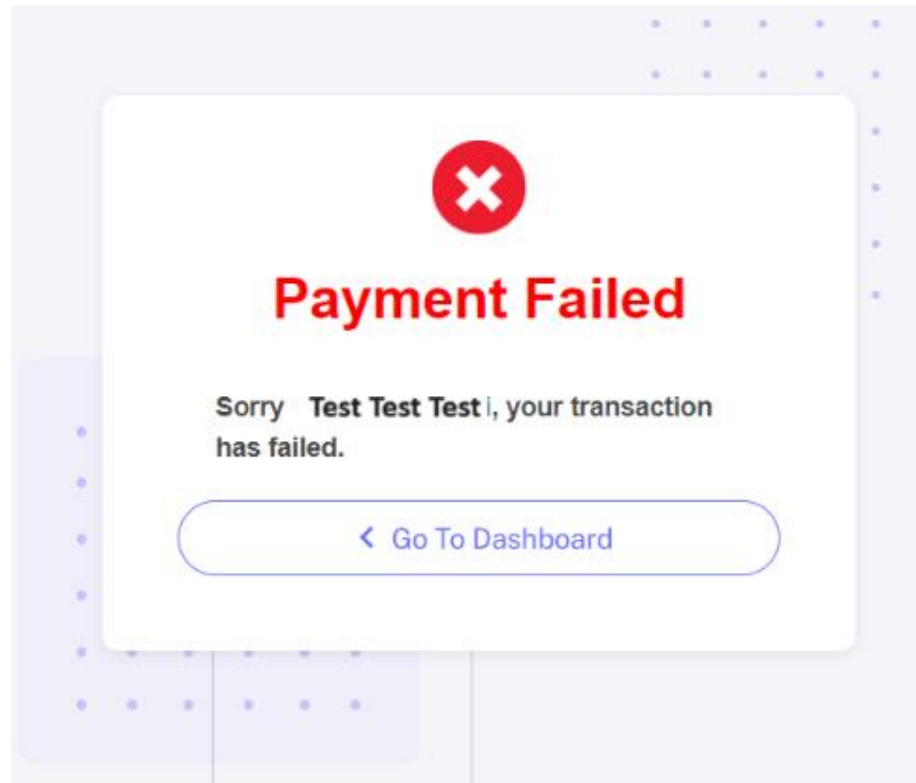 Payment Failed
Sorry Test Test Test i, your transaction
has failed.
Go To Dashboard